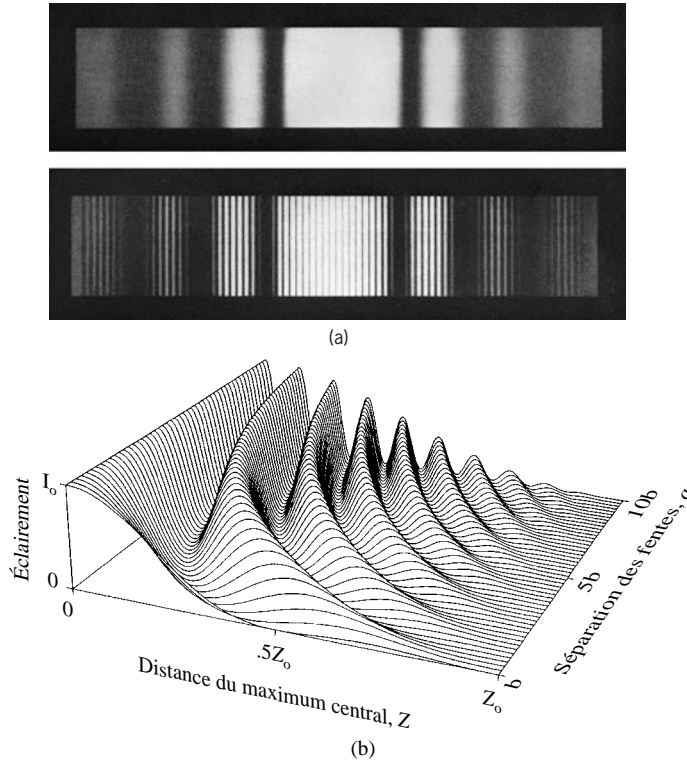 (a)
Éclairement
I₀
0
0
.5Z₀
Z₀
Distance du maximum central, Z
b
5b
10b
Séparation des fentes, a
(b)